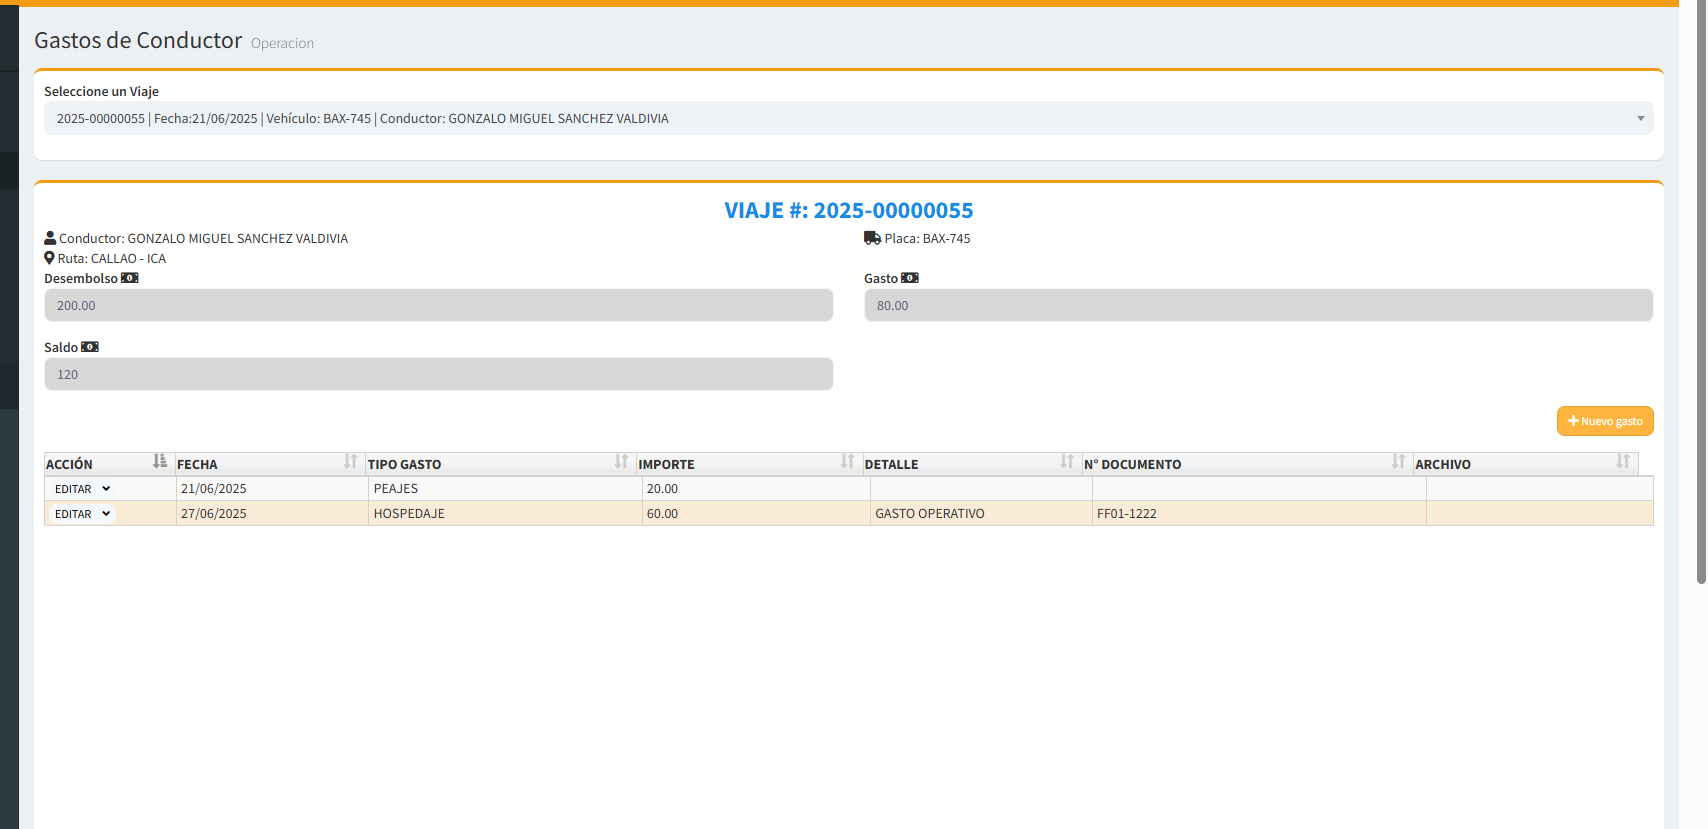 Gastos de Conductor Operacion
Seleccione un Viaje
2025-00000055 | Fecha:21/06/2025 | Vehículo: BAX-745 | Conductor: GONZALO MIGUEL SANCHEZ VALDIVIA
VIAJE #: 2025-00000055
Conductor: GONZALO MIGUEL SANCHEZ VALDIVIA Placa: BAX-745
Ruta: CALLAO - ICA
Desembolso Gasto
200.00 80.00
Saldo
120
Nuevo gasto
ACCIÓN FECHA TIPO GASTO IMPORTE DETALLE N° DOCUMENTO ARCHIVO
EDITAR 21/06/2025 PEAJES 20.00
EDITAR 27/06/2025 HOSPEDAJE 60.00 GASTO OPERATIVO FF01-1222